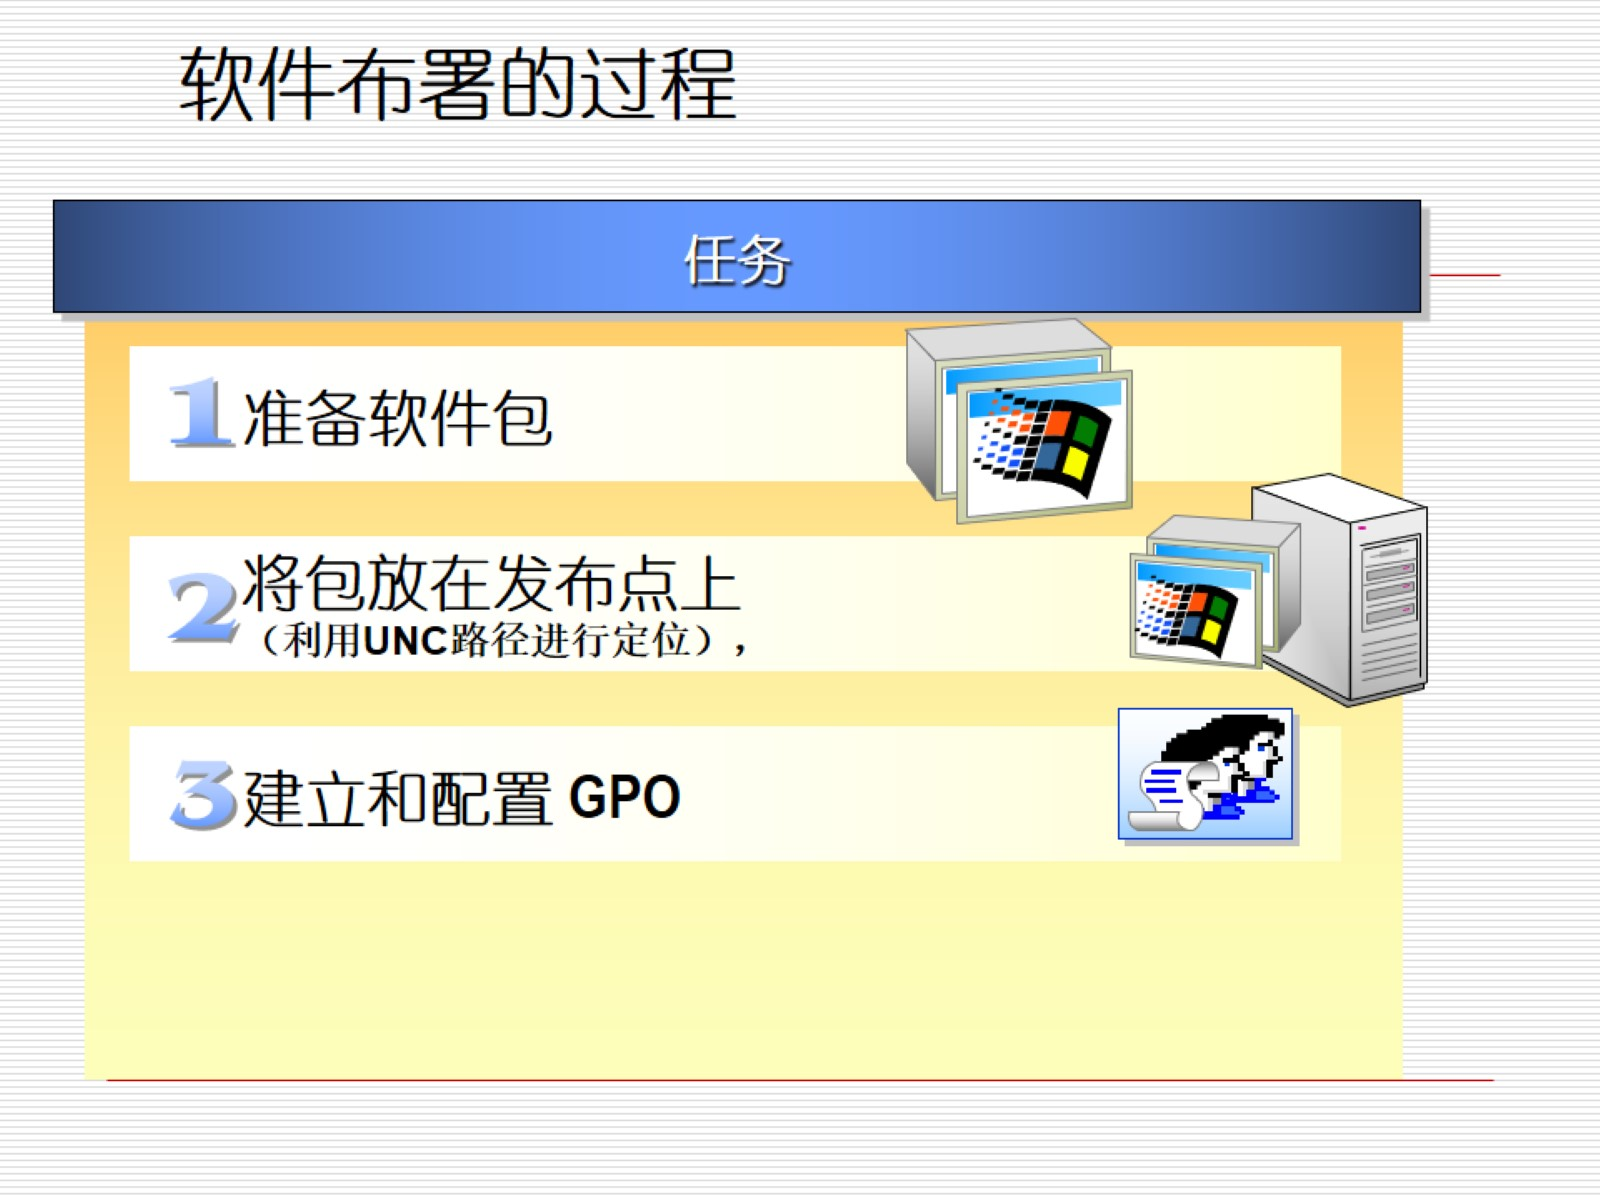 软件布署的过程
任务
1 准备软件包
2 将包放在发布点上
（利用UNC路径进行定位），
3 建立和配置 GPO